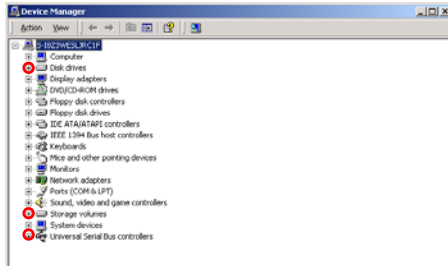 Device Manager
Action View
S-IBZ3WESLJRC1F
Computer
Disk drives
Display adapters
DVD/CD-ROM drives
Floppy disk controllers
Floppy disk drives
IDE ATA/ATAPI controllers
IEEE 1394 Bus host controllers
Keyboards
Mice and other pointing devices
Monitors
Network adapters
Ports (COM & LPT)
Sound, video and game controllers
Storage volumes
System devices
Universal Serial Bus controllers